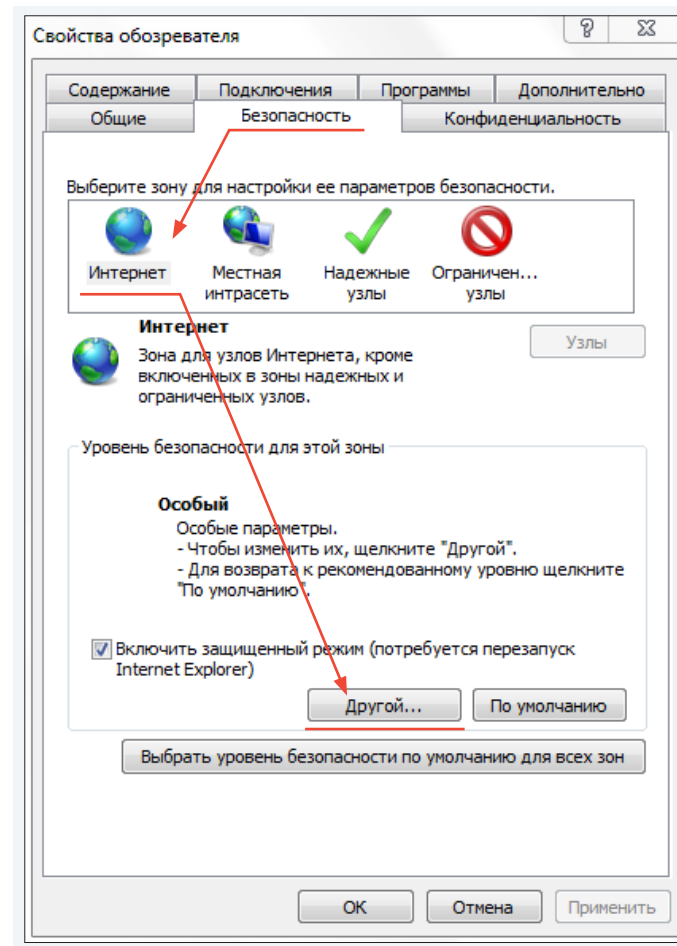 Свойства обозревателя
Содержание Подключения Программы Дополнительно
Общие Безопасность Конфиденциальность
Выберите зону для настройки ее параметров безопасности.
Интернет Местная интрасеть Надежные узлы Ограничен... узлы
Интернет
Узлы
Зона для узлов Интернета, кроме
включенных в зоны надежных и
ограниченных узлов.
Уровень безопасности для этой зоны
Особый
Особые параметры.
- Чтобы изменить их, щелкните "Другой".
- Для возврата к рекомендованному уровню щелкните
"По умолчанию".
Включить защищенный режим (потребуется перезапуск
Internet Explorer)
Другой... По умолчанию
Выбрать уровень безопасности по умолчанию для всех зон
ОК Отмена Применить